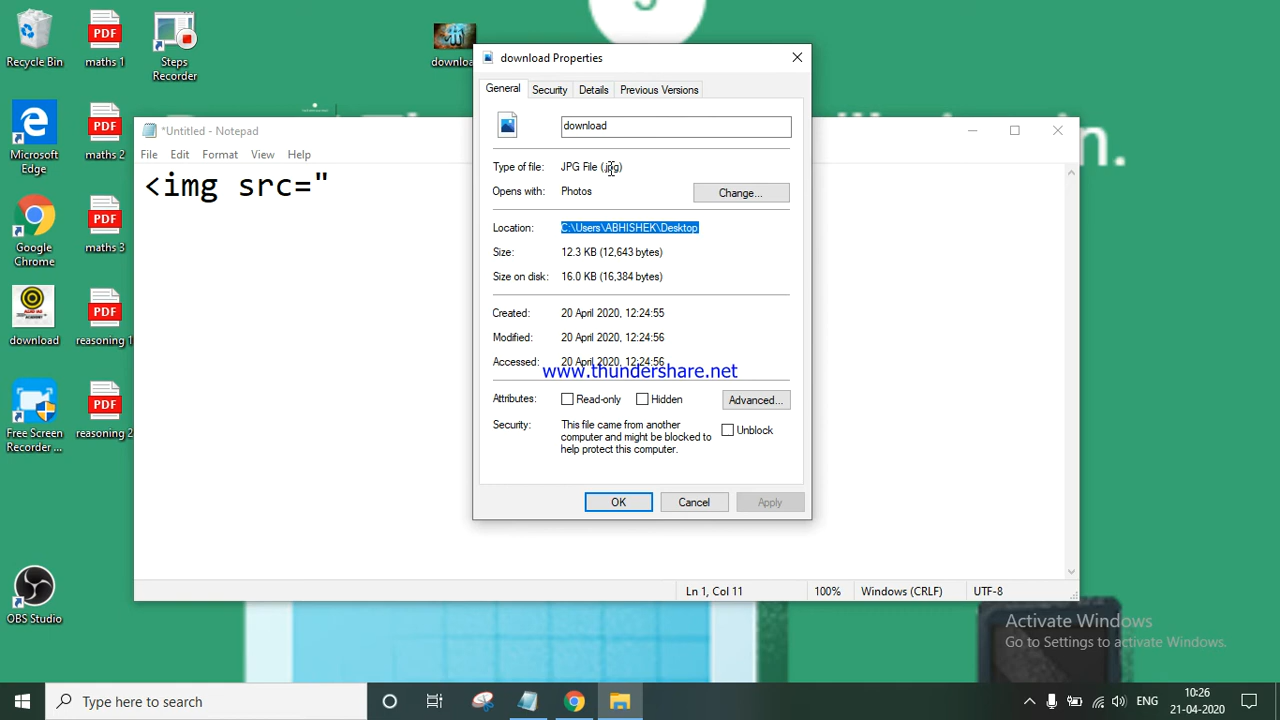 Recycle Bin
maths 1
Steps
Recorder
Microsoft
Edge
maths 2
Google
Chrome
maths 3
download
reasoning 1
Free Screen
Recorder ...
reasoning 2
OBS Studio
downloa
in.
*Untitled - Notepad
File Edit Format View Help
<img src="
Ln 1, Col 11 100% Windows (CRLF) UTF-8
download Properties
General Security Details Previous Versions
download
Type of file: JPG File (.jpg)
Opens with: Photos Change...
Location: C:\Users\ABHISHEK\Desktop
Size: 12.3 KB (12,643 bytes)
Size on disk: 16.0 KB (16,384 bytes)
Created: 20 April 2020, 12:24:55
Modified: 20 April 2020, 12:24:56
Accessed: 20 April 2020, 12:24:56
www.thundershare.net
Attributes: Read-only Hidden Advanced...
Security: This file came from another
computer and might be blocked to
help protect this computer.
Unblock
OK Cancel Apply
Activate Windows
Go to Settings to activate Windows.
Type here to search
ENG
10:26
21-04-2020